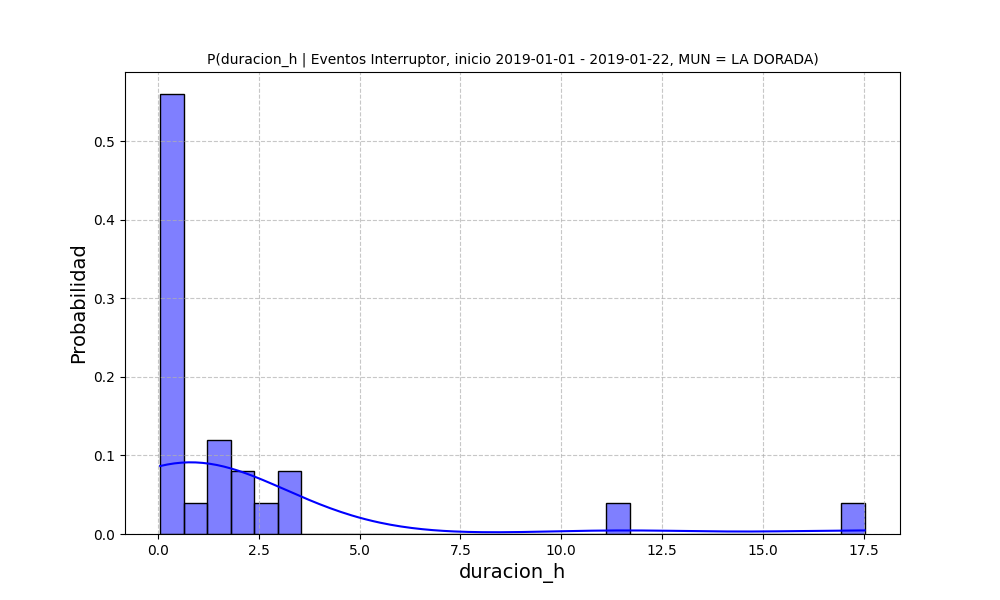 P(duracion_h | Eventos Interruptor, inicio 2019-01-01 - 2019-01-22, MUN = LA DORADA)
Probabilidad
0.5
0.4
0.3
0.2
0.1
0.0
0.0 2.5 5.0 7.5 10.0 12.5 15.0 17.5
duracion_h